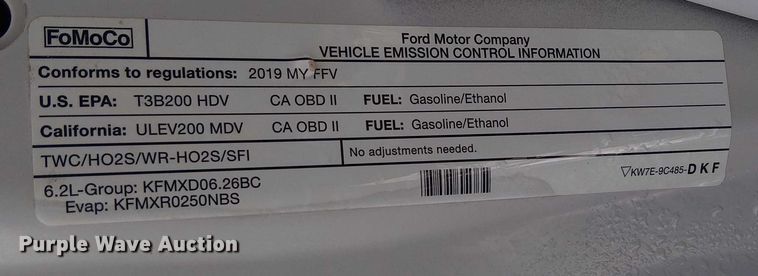 FoMoCo
Ford Motor Company
VEHICLE EMISSION CONTROL INFORMATION
Conforms to regulations: 2019 MY FFV
U.S. EPA: T3B200 HDV CA OBD II FUEL: Gasoline/Ethanol
California: ULEV200 MDV CA OBD II FUEL: Gasoline/Ethanol
TWC/HO2S/WR-HO2S/SFI No adjustments needed.
6.2L-Group: KFMXD06.26BC
Evap: KFMXR0250NBS
▽KW7E-9C485-DKF
Purple Wave Auction